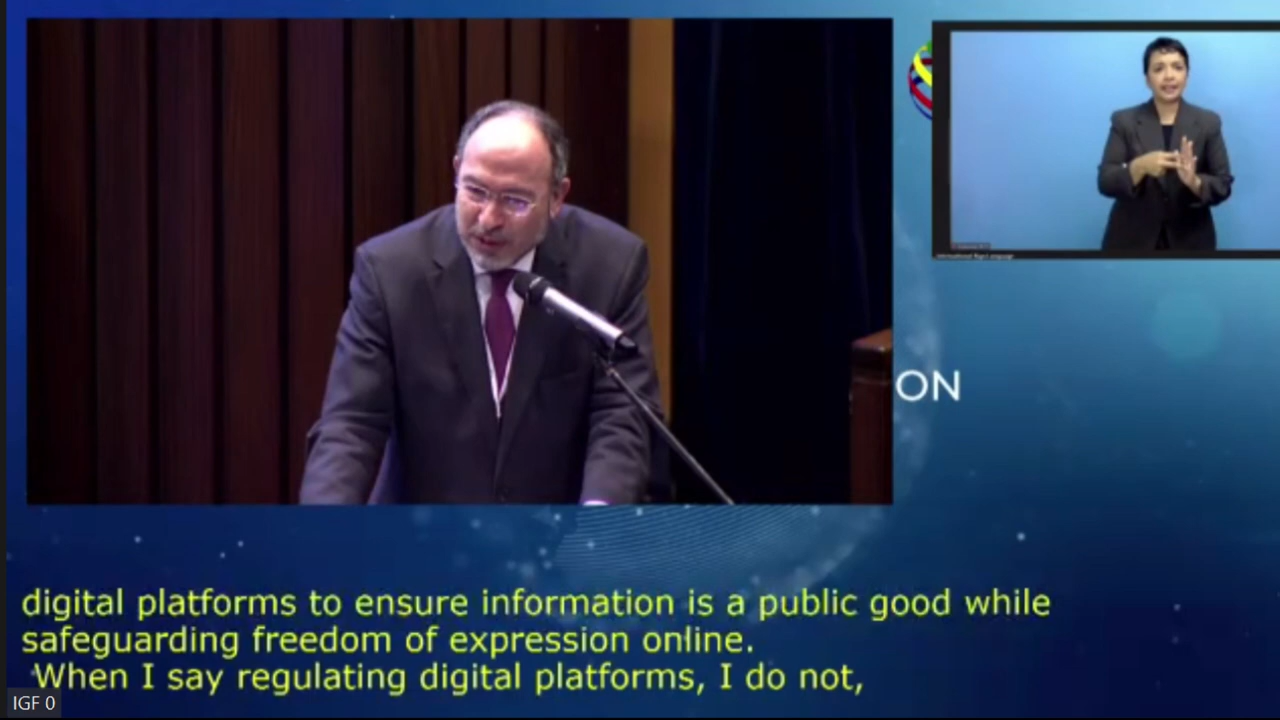 ON
digital platforms to ensure information is a public good while
safeguarding freedom of expression online.
When I say regulating digital platforms, I do not,
IGF 0